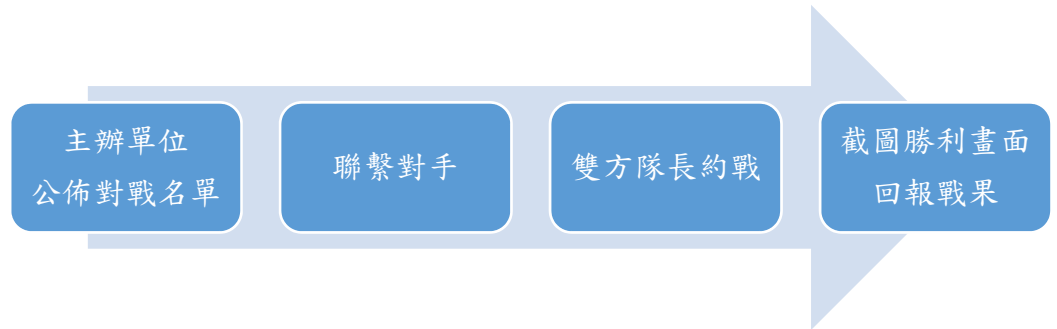 主辦單位
公佈對戰名單
聯繫對手
雙方隊長約戰
截圖勝利畫面
回報戰果